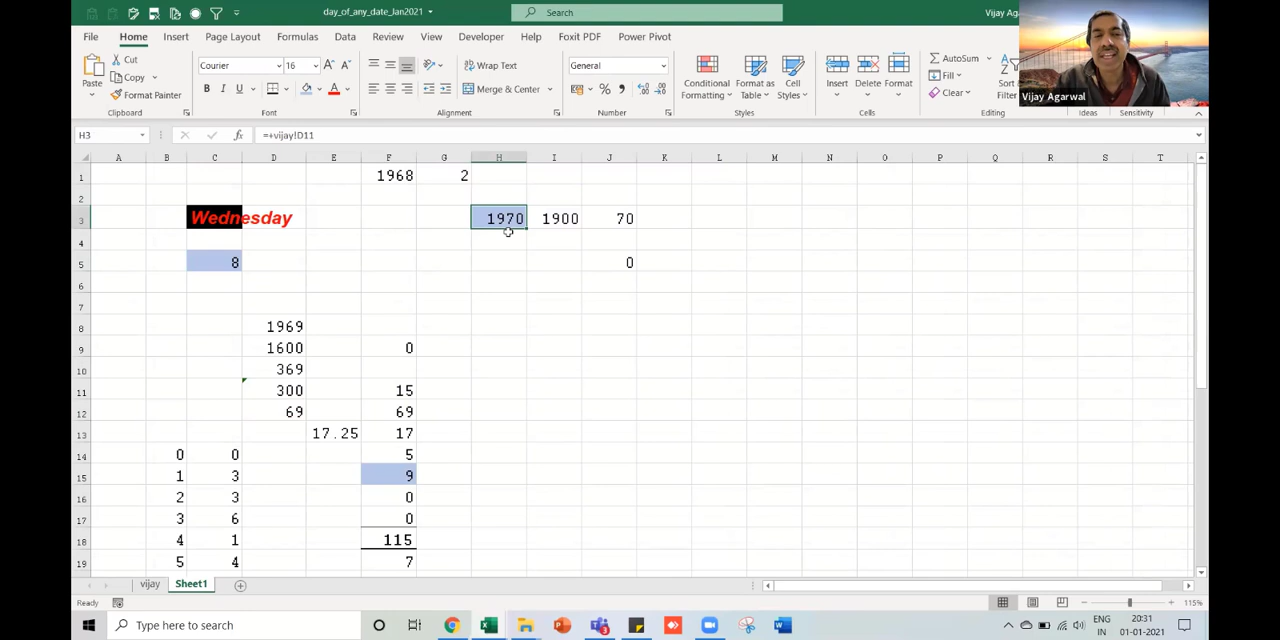 day_of_any_date_Jan2021
Search
Vijay Ag
File Home Insert Page Layout Formulas Data Review View Developer Help Foxit PDF Power Pivot
Paste
Cut
Copy
Format Painter
Clipboard
Courier 16
B I U
Font
Wrap Text
Merge & Center
Alignment
General
Number
Conditional Formatting
Format as Table
Cell Styles
Styles
Insert Delete Format
Cells
AutoSum
Fill
Clear
Sort
Filter
Editing
Ideas
Sensitivity
Vijay Agarwal
H3 fx =+vijay!D11
A B C D E F G H I J K L M N O P Q R S T
1 1968 2
2
3 Wednesday 1970 1900 70
4
5 8 0
6
7
8 1969
9 1600 0
10 369
11 300 15
12 69 69
13 17.25 17
14 0 0 5
15 1 3 9
16 2 3 0
17 3 6 0
18 4 1 115
19 5 4 7
vijay Sheet1
Ready 115%
Type here to search
ENG 20:31
IN 01-01-2021